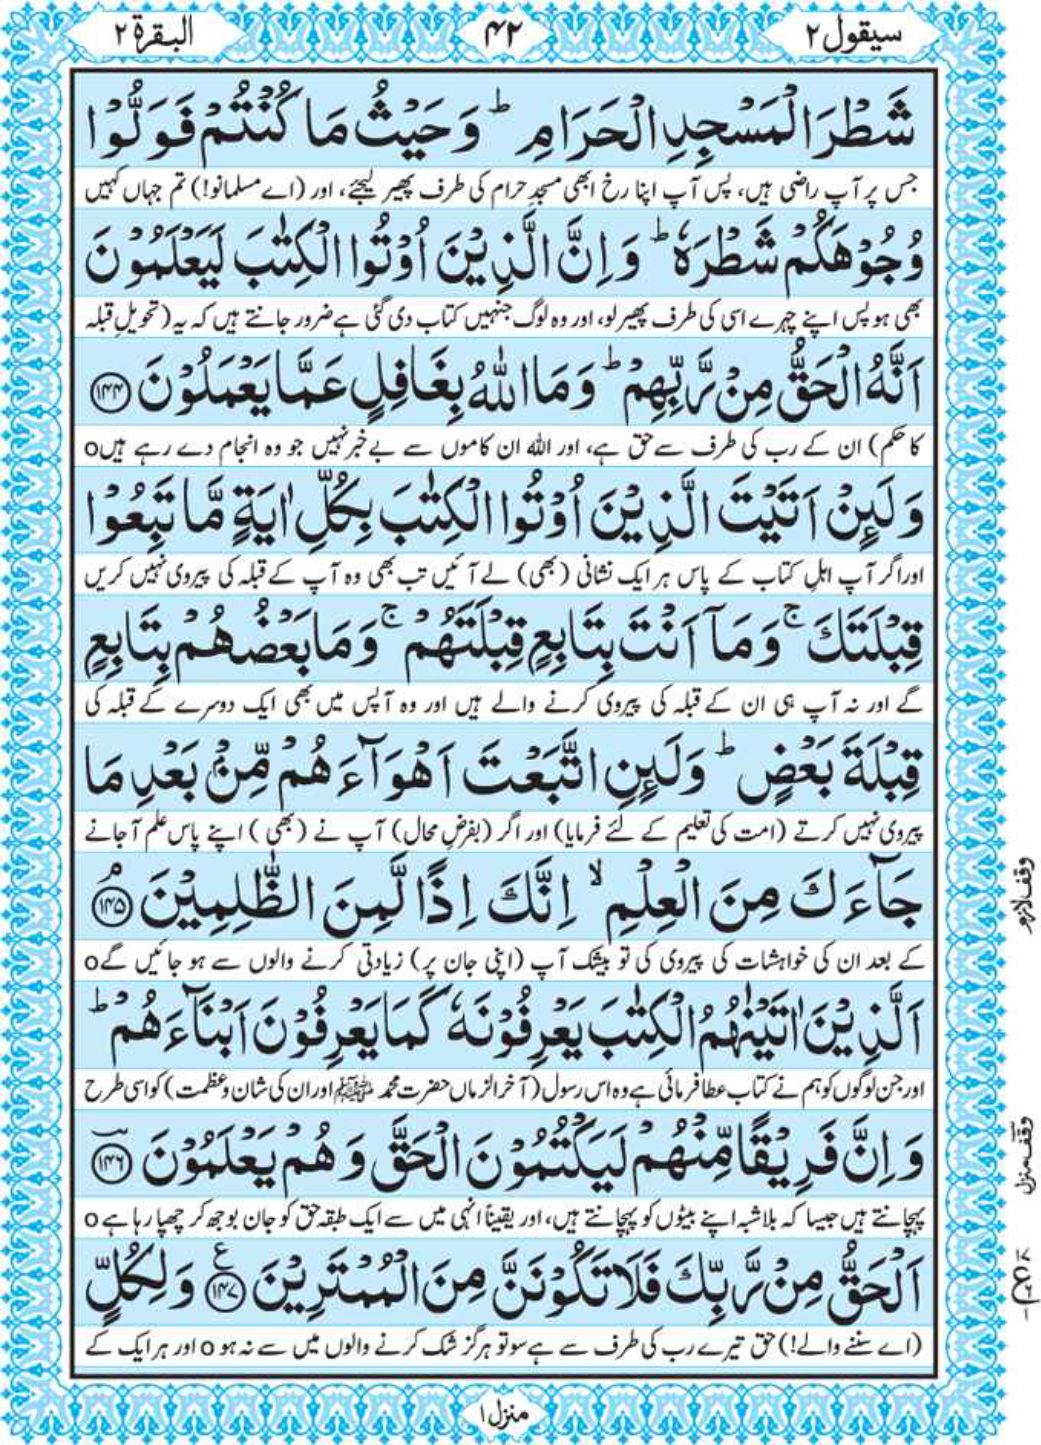 سیقول ۲
۴۲
البقرۃ ۲
شَطْرَ الْمَسْجِدِ الْحَرَامِ ؕ وَ حَیْثُ مَا كُنْتُمْ فَوَلُّوْا
جس پر آپ راضی ہیں، پس آپ اپنا رخ ابھی مسجدِ حرام کی طرف پھیر لیجئے، اور (اے مسلمانو!) تم جہاں کہیں
وُجُوْهَكُمْ شَطْرَهٗ ؕ وَ اِنَّ الَّذِیْنَ اُوْتُوا الْكِتٰبَ لَیَعْلَمُوْنَ
بھی ہو پس اپنے چہرے اسی کی طرف پھیر لو، اور وہ لوگ جنہیں کتاب دی گئی ہے ضرور جانتے ہیں کہ یہ (تحویلِ قبلہ
اَنَّهُ الْحَقُّ مِنْ رَّبِّهِمْ ؕ وَ مَا اللّٰهُ بِغَافِلٍ عَمَّا یَعْمَلُوْنَ ﴿۱۴۴﴾
کا حکم) ان کے رب کی طرف سے حق ہے، اور اللہ ان کاموں سے بے خبر نہیں جو وہ انجام دے رہے ہیںo
وَ لَىِٕنْ اَتَیْتَ الَّذِیْنَ اُوْتُوا الْكِتٰبَ بِكُلِّ اٰیَةٍ مَّا تَبِعُوْا
اور اگر آپ اہلِ کتاب کے پاس ہر ایک نشانی (بھی) لے آئیں تب بھی وہ آپ کے قبلہ کی پیروی نہیں کریں
قِبْلَتَكَ ۚ وَ مَاۤ اَنْتَ بِتَابِعٍ قِبْلَتَهُمْ ۚ وَ مَا بَعْضُهُمْ بِتَابِعٍ
گے اور نہ آپ ہی ان کے قبلہ کی پیروی کرنے والے ہیں اور وہ آپس میں بھی ایک دوسرے کے قبلہ کی
قِبْلَةَ بَعْضٍ ؕ وَ لَىِٕنِ اتَّبَعْتَ اَهْوَآءَهُمْ مِّنْۢ بَعْدِ مَا
پیروی نہیں کرتے (امت کی تعلیم کے لئے فرمایا) اور اگر (بفرضِ محال) آپ نے (بھی) اپنے پاس علم آ جانے
جَآءَكَ مِنَ الْعِلْمِ ۙ اِنَّكَ اِذًا لَّمِنَ الظّٰلِمِیْنَ ۘ﴿۱۴۵﴾
کے بعد ان کی خواہشات کی پیروی کی تو بیشک آپ (اپنی جان پر) زیادتی کرنے والوں سے ہو جائیں گےo
وقف لازم
اَلَّذِیْنَ اٰتَیْنٰهُمُ الْكِتٰبَ یَعْرِفُوْنَهٗ كَمَا یَعْرِفُوْنَ اَبْنَآءَهُمْ ؕ
اور جن لوگوں کو ہم نے کتاب عطا فرمائی ہے وہ اس رسول (آخر الزماں حضرت محمد ﷺ اور ان کی شان و عظمت) کو اسی طرح
وَ اِنَّ فَرِیْقًا مِّنْهُمْ لَیَكْتُمُوْنَ الْحَقَّ وَ هُمْ یَعْلَمُوْنَ ﴿۱۴۶﴾
پہچانتے ہیں جیسا کہ بلاشبہ اپنے بیٹوں کو پہچانتے ہیں، اور یقیناً انہی میں سے ایک طبقہ حق کو جان بوجھ کر چھپا رہا ہے o
وقف منزل
اَلْحَقُّ مِنْ رَّبِّكَ فَلَا تَكُوْنَنَّ مِنَ الْمُمْتَرِیْنَ ﴿۱۴۷﴾ع وَ لِكُلٍّ
(اے سننے والے!) حق تیرے رب کی طرف سے ہے سو تو ہرگز شک کرنے والوں میں سے نہ ہو o اور ہر ایک کے
منزل ۱